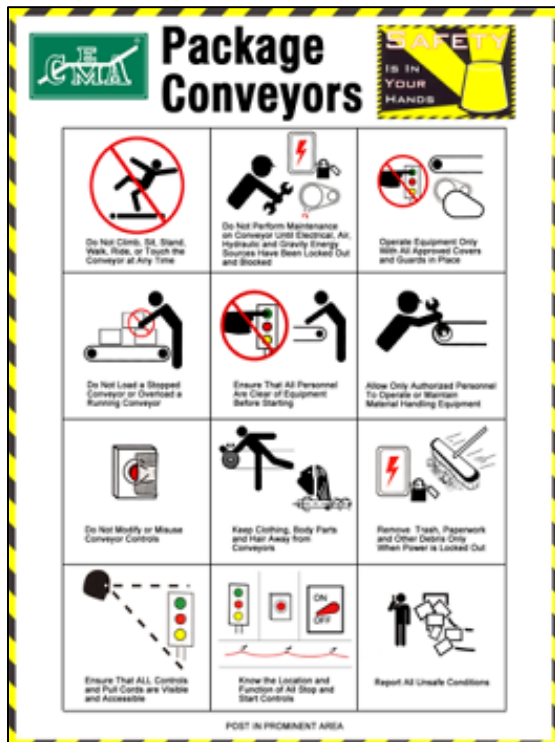 CEMA
Package
Conveyors
SAFETY
IS IN
YOUR
HANDS
Do Not Climb, Sit, Stand,
Walk, Ride, or Touch the
Conveyor at Any Time
Do Not Perform Maintenance
on Conveyor Until Electrical, Air,
Hydraulic and Gravity Energy
Sources Have Been Locked Out
and Blocked
Operate Equipment Only
With All Approved Covers
and Guards in Place
Do Not Load a Stopped
Conveyor or Overload a
Running Conveyor
Ensure That All Personnel
Are Clear of Equipment
Before Starting
Allow Only Authorized Personnel
To Operate or Maintain
Material Handling Equipment
Do Not Modify or Misuse
Conveyor Controls
Keep Clothing, Body Parts
and Hair Away from
Conveyors
Remove Trash, Paperwork
and Other Debris Only
When Power is Locked Out
Ensure That ALL Controls
and Pull Cords are Visible
and Accessible
ON
OFF
Know the Location and
Function of All Stop and
Start Controls
Report All Unsafe Conditions
POST IN PROMINENT AREA